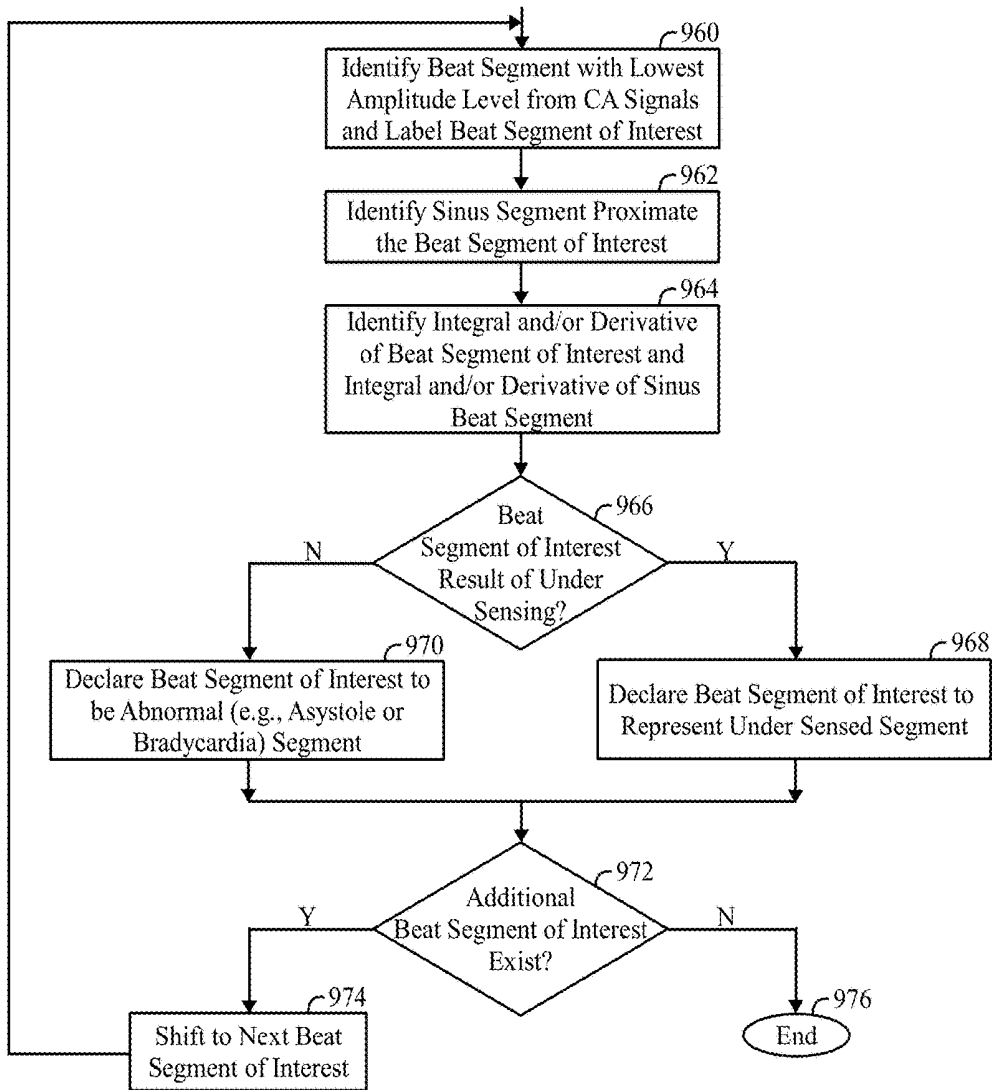 960
Identify Beat Segment with Lowest
Amplitude Level from CA Signals
and Label Beat Segment of Interest
962
Identify Sinus Segment Proximate
the Beat Segment of Interest
964
Identify Integral and/or Derivative
of Beat Segment of Interest and
Integral and/or Derivative of Sinus
Beat Segment
966
Beat
Segment of Interest
Result of Under
Sensing?
N
Y
970
Declare Beat Segment of Interest to
be Abnormal (e.g., Asystole or
Bradycardia) Segment
968
Declare Beat Segment of Interest to
Represent Under Sensed Segment
972
Additional
Beat Segment of Interest
Exist?
Y
N
974
Shift to Next Beat
Segment of Interest
976
End